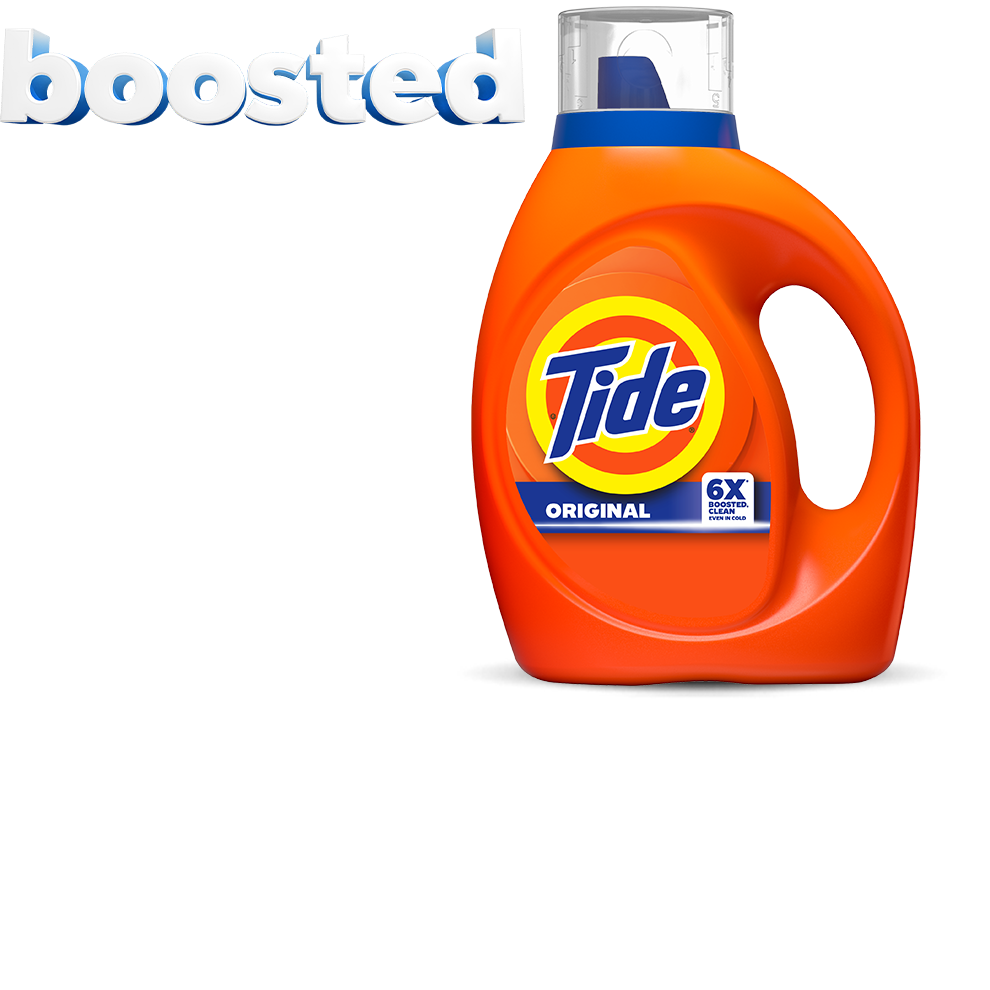 boosted
Tide
ORIGINAL
6X*
BOOSTED
CLEAN
EVEN IN COLD